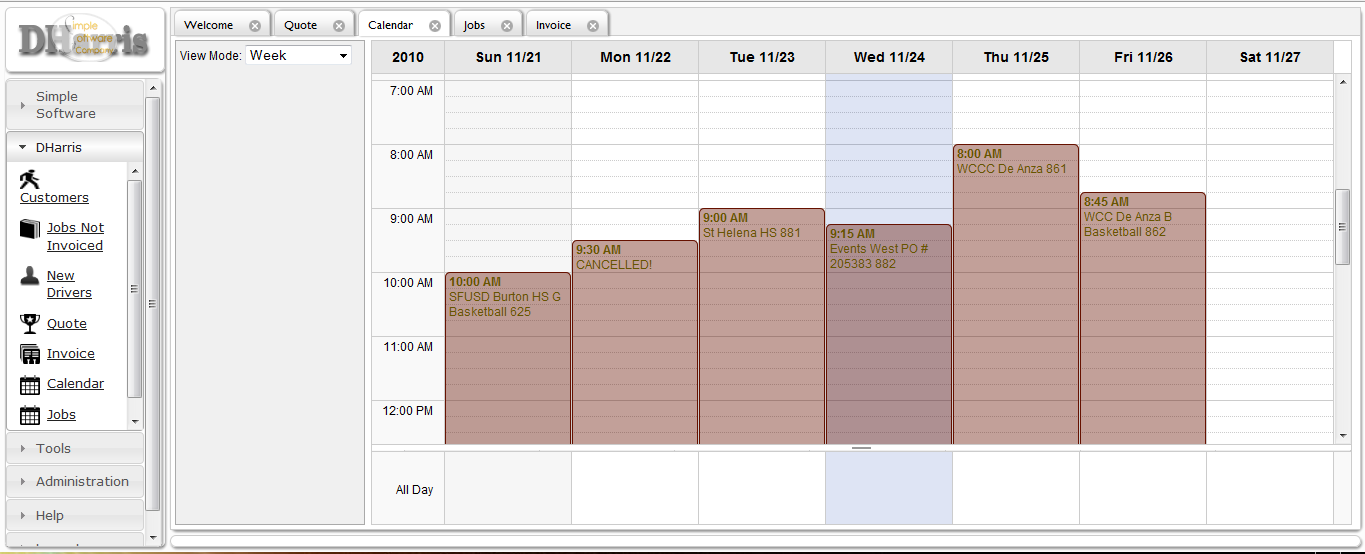 DHarris
Simple
Software
Company
Welcome
Quote
Calendar
Jobs
Invoice
Simple
Software
DHarris
Customers
Jobs Not
Invoiced
New
Drivers
Quote
Invoice
Calendar
Jobs
Tools
Administration
Help
View Mode: Week
2010
Sun 11/21
Mon 11/22
Tue 11/23
Wed 11/24
Thu 11/25
Fri 11/26
Sat 11/27
7:00 AM
8:00 AM
9:00 AM
10:00 AM
11:00 AM
12:00 PM
10:00 AM
SFUSD Burton HS G
Basketball 625
9:30 AM
CANCELLED!
9:00 AM
St Helena HS 881
9:15 AM
Events West PO #
205383 882
8:00 AM
WCCC De Anza 861
8:45 AM
WCC De Anza B
Basketball 862
All Day